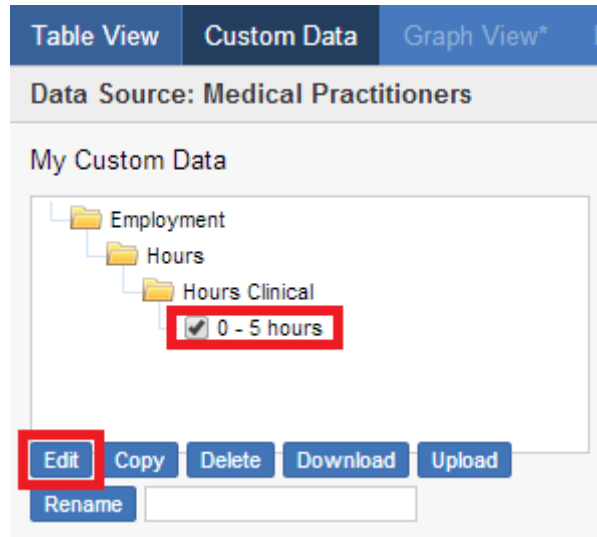 Table View Custom Data Graph View*
Data Source: Medical Practitioners
My Custom Data
Employment
Hours
Hours Clinical
0 - 5 hours
Edit Copy Delete Download Upload
Rename